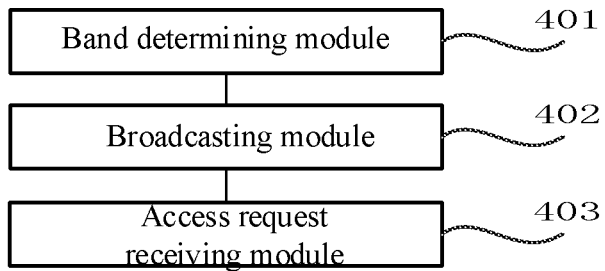 Band determining module
401
Broadcasting module
402
Access request
receiving module
403